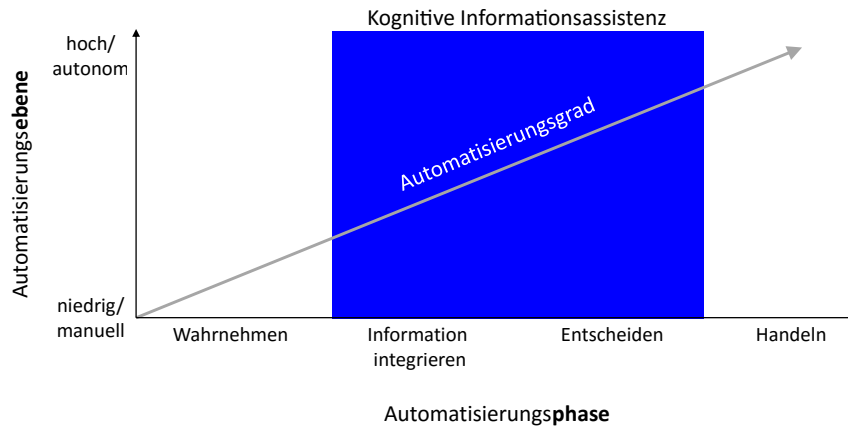 Kognitive Informationsassistenz
hoch/
autonom
Automatisierungsebene
Automatisierungsgrad
niedrig/
manuell
Wahrnehmen
Information
integrieren
Entscheiden
Handeln
Automatisierungsphase